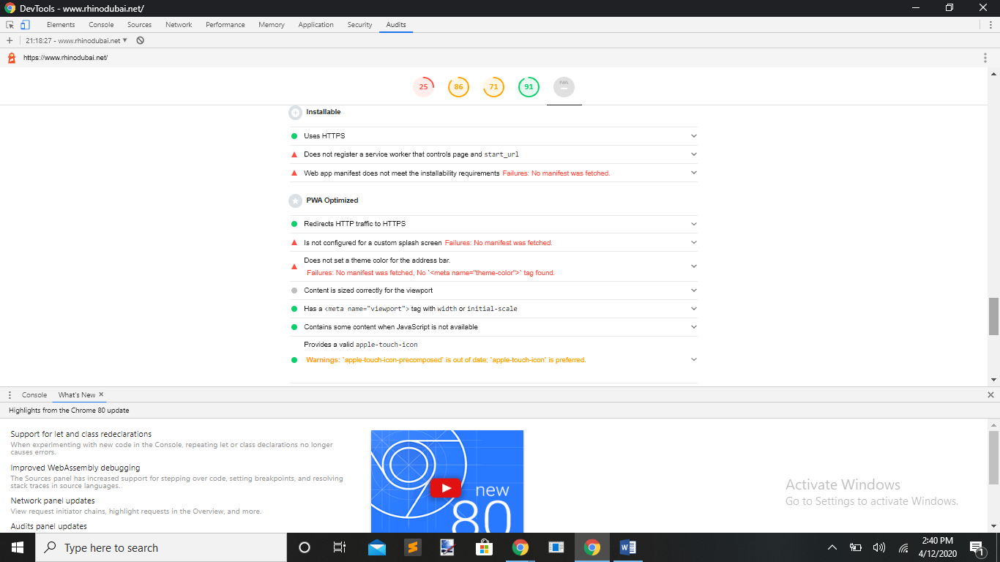 DevTools - www.rhinodubai.net/
Elements Console Sources Network Performance Memory Application Security Audits
21:18:27 - www.rhinodubai.net
https://www.rhinodubai.net/
25 86 71 91 PWA
Installable
Uses HTTPS
Does not register a service worker that controls page and start_url
Web app manifest does not meet the installability requirements Failures: No manifest was fetched.
PWA Optimized
Redirects HTTP traffic to HTTPS
Is not configured for a custom splash screen Failures: No manifest was fetched.
Does not set a theme color for the address bar.
Failures: No manifest was fetched, No `<meta name="theme-color">` tag found.
Content is sized correctly for the viewport
Has a <meta name="viewport"> tag with width or initial-scale
Contains some content when JavaScript is not available
Provides a valid apple-touch-icon
Warnings: `apple-touch-icon-precomposed` is out of date; `apple-touch-icon` is preferred.
Console What's New
Highlights from the Chrome 80 update
Support for let and class redeclarations
When experimenting with new code in the Console, repeating let or class declarations no longer
causes errors.
Improved WebAssembly debugging
The Sources panel has increased support for stepping over code, setting breakpoints, and resolving
stack traces in source languages.
Network panel updates
View request initiator chains, highlight requests in the Overview, and more.
Audits panel updates
new
80
Activate Windows
Go to Settings to activate Windows.
Type here to search
2:40 PM
4/12/2020
1